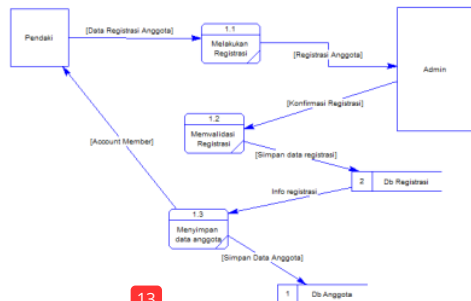 Pendaki
[Data Registrasi Anggota]
1.1
Melakukan
Registrasi
[Registrasi Anggota]
Admin
[Konfirmasi Registrasi]
1.2
Memvalidasi
Registrasi
[Account Member]
[Simpan data registrasi]
2 Db Registrasi
Info registrasi
1.3
Menyimpan
data anggota
[Simpan Data Anggota]
13
1 Db Anggota